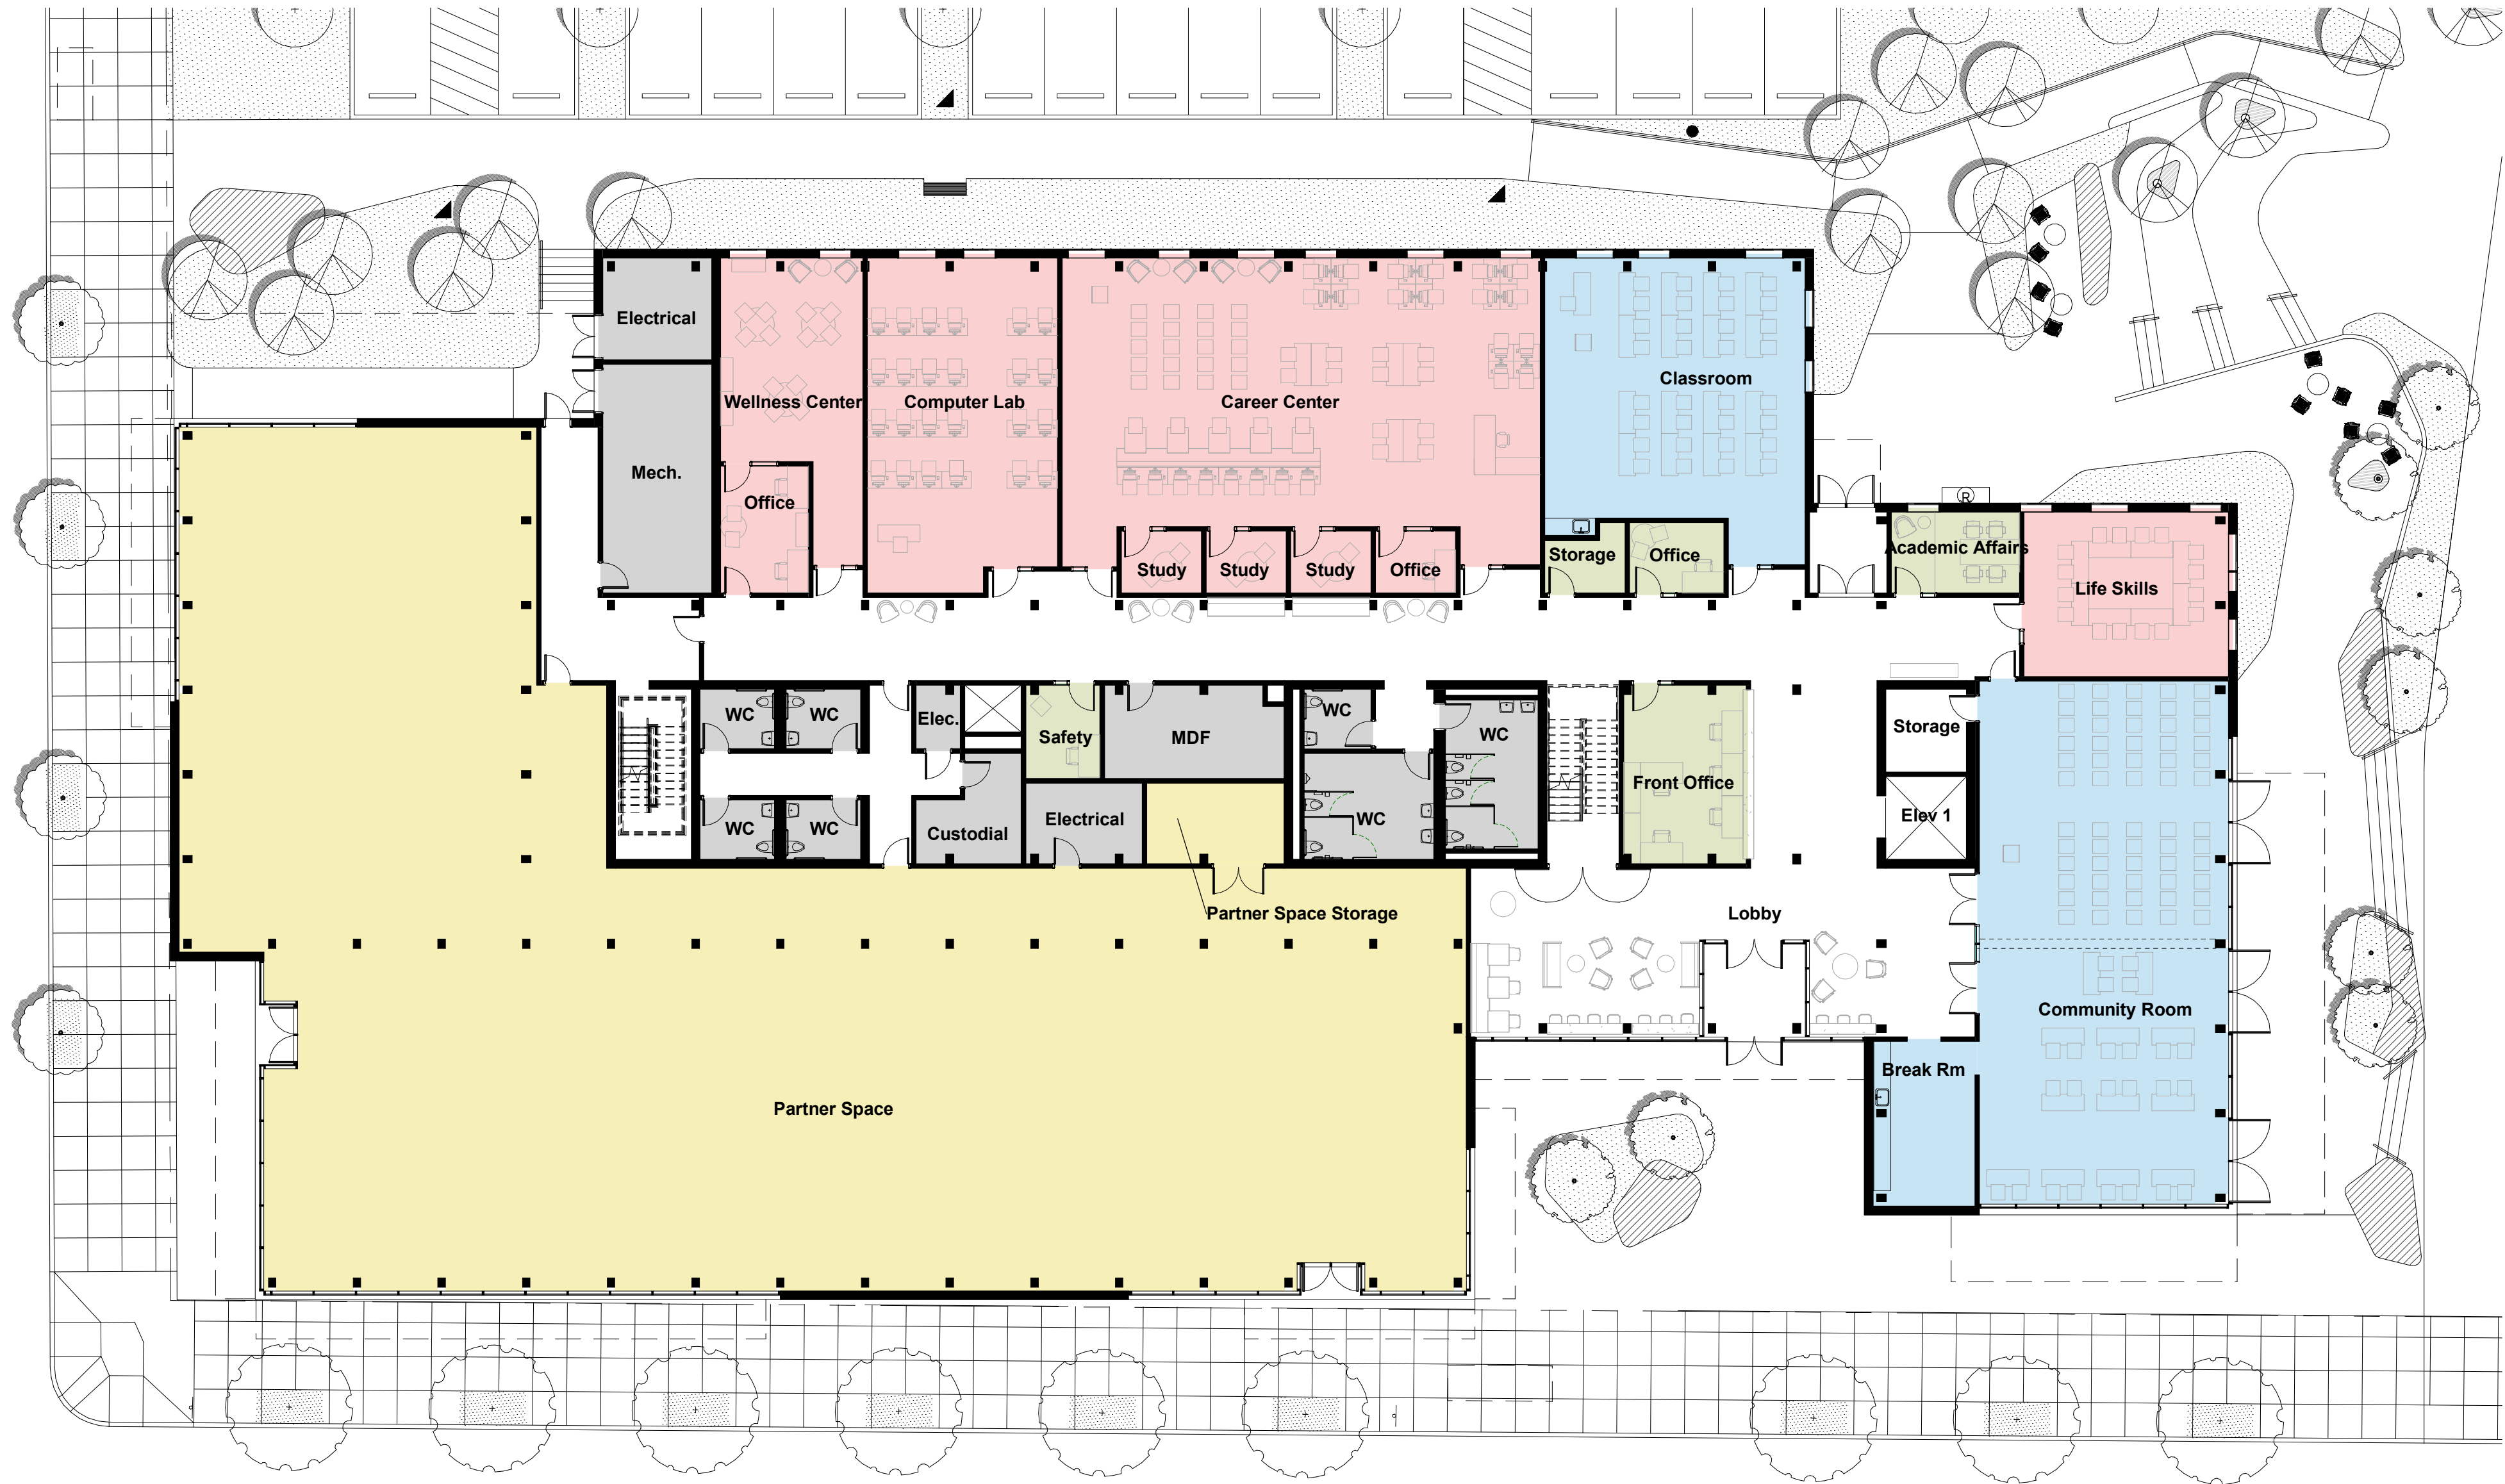 Electrical
Classroom
Wellness Center
Computer Lab
Career Center
Mech.
R
Office
Academic Affairs
Storage
Office
Study
Study
Study
Office
Life Skills
WC
WC
Elec.
WC
Storage
WC
Safety
MDF
Front Office
Elev 1
Electrical
WC
WC
WC
Custodial
Partner Space Storage
Lobby
Community Room
Break Rm
Partner Space